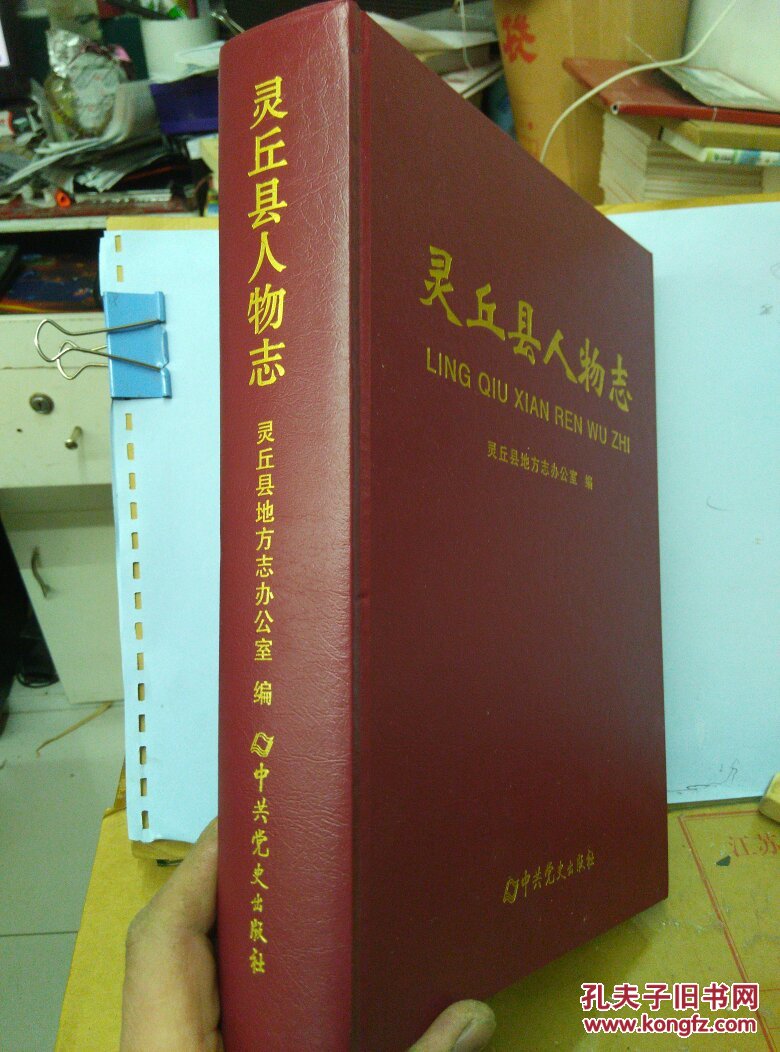 灵丘县人物志
灵丘县地方志办公室 编
中共党史出版社
灵丘县人物志
LING QIU XIAN REN WU ZHI
灵丘县地方志办公室 编
中共党史出版社
江苏
孔夫子旧书网
www.kongfz.com